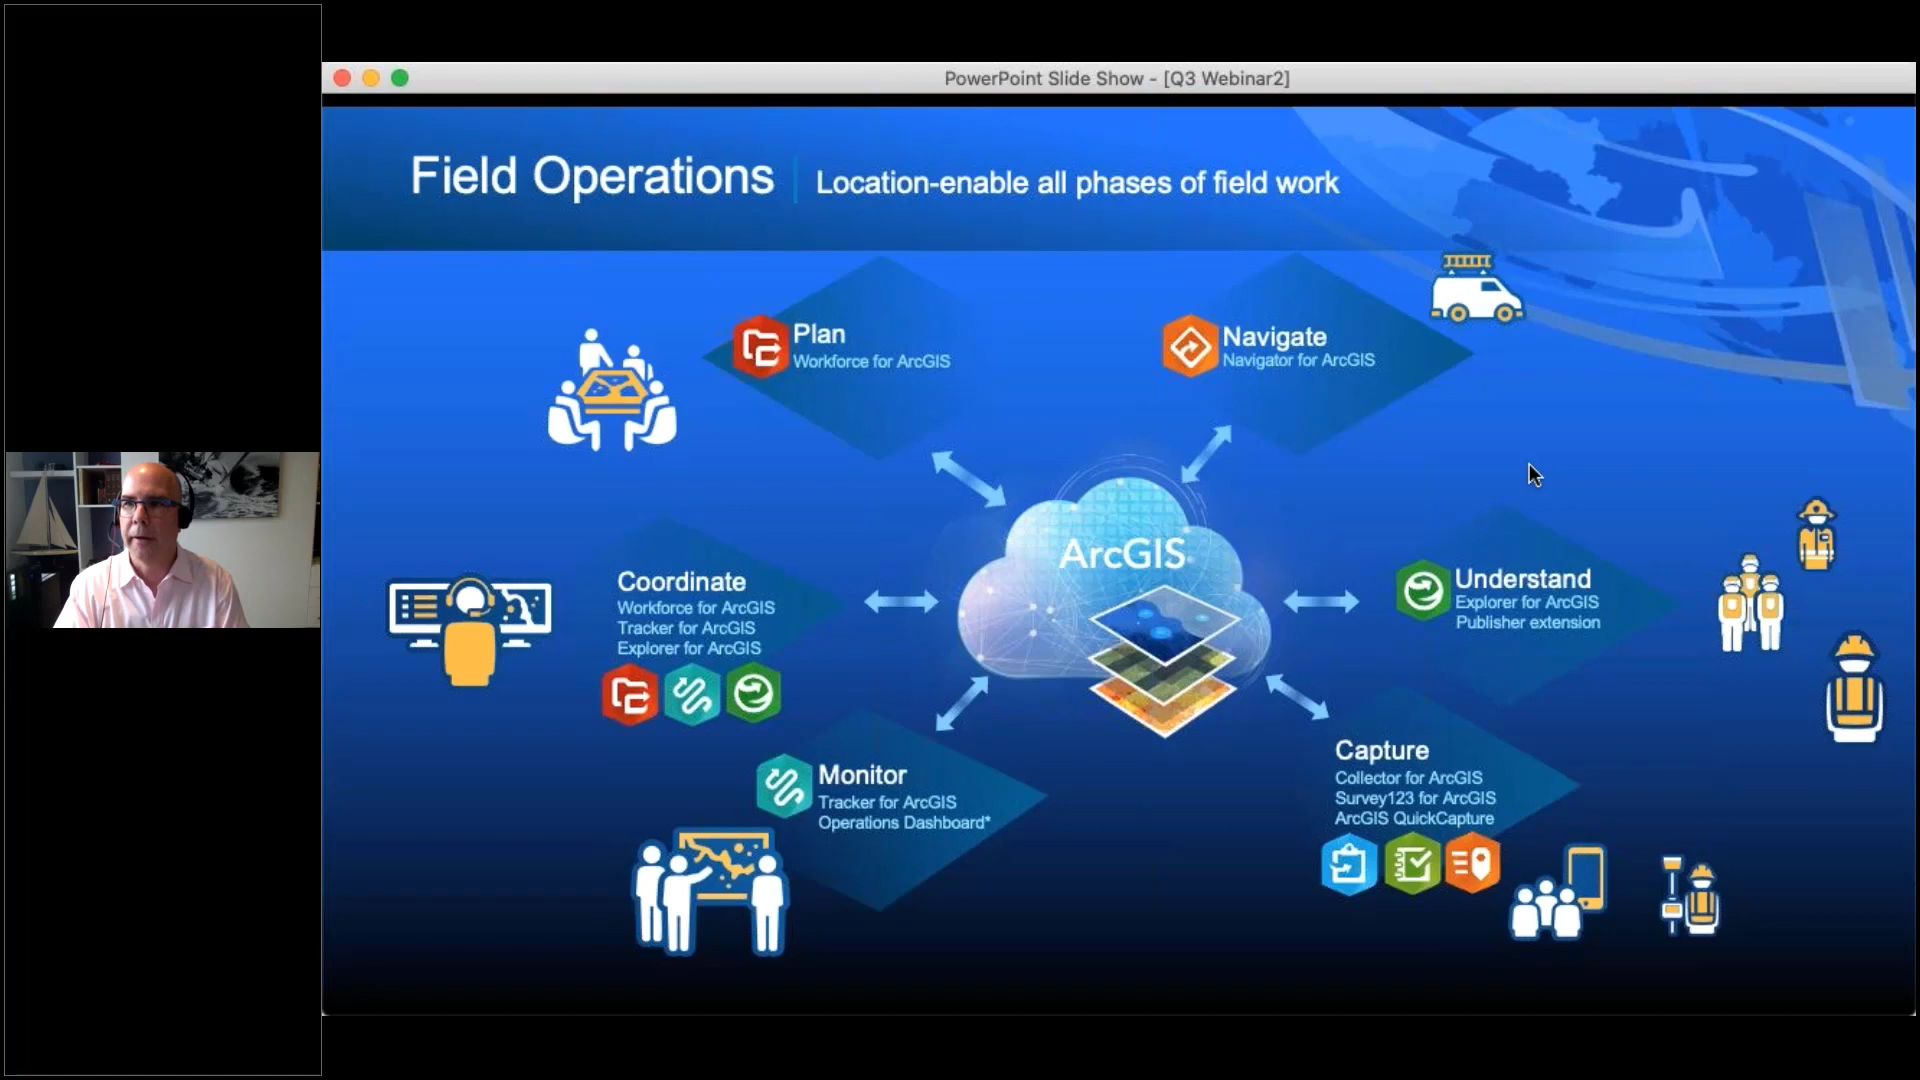 PowerPoint Slide Show - [Q3 Webinar2]
Field Operations
Location-enable all phases of field work
Plan
Workforce for ArcGIS
Navigate
Navigator for ArcGIS
ArcGIS
Coordinate
Workforce for ArcGIS
Tracker for ArcGIS
Explorer for ArcGIS
Understand
Explorer for ArcGIS
Publisher extension
Monitor
Tracker for ArcGIS
Operations Dashboard*
Capture
Collector for ArcGIS
Survey123 for ArcGIS
ArcGIS QuickCapture